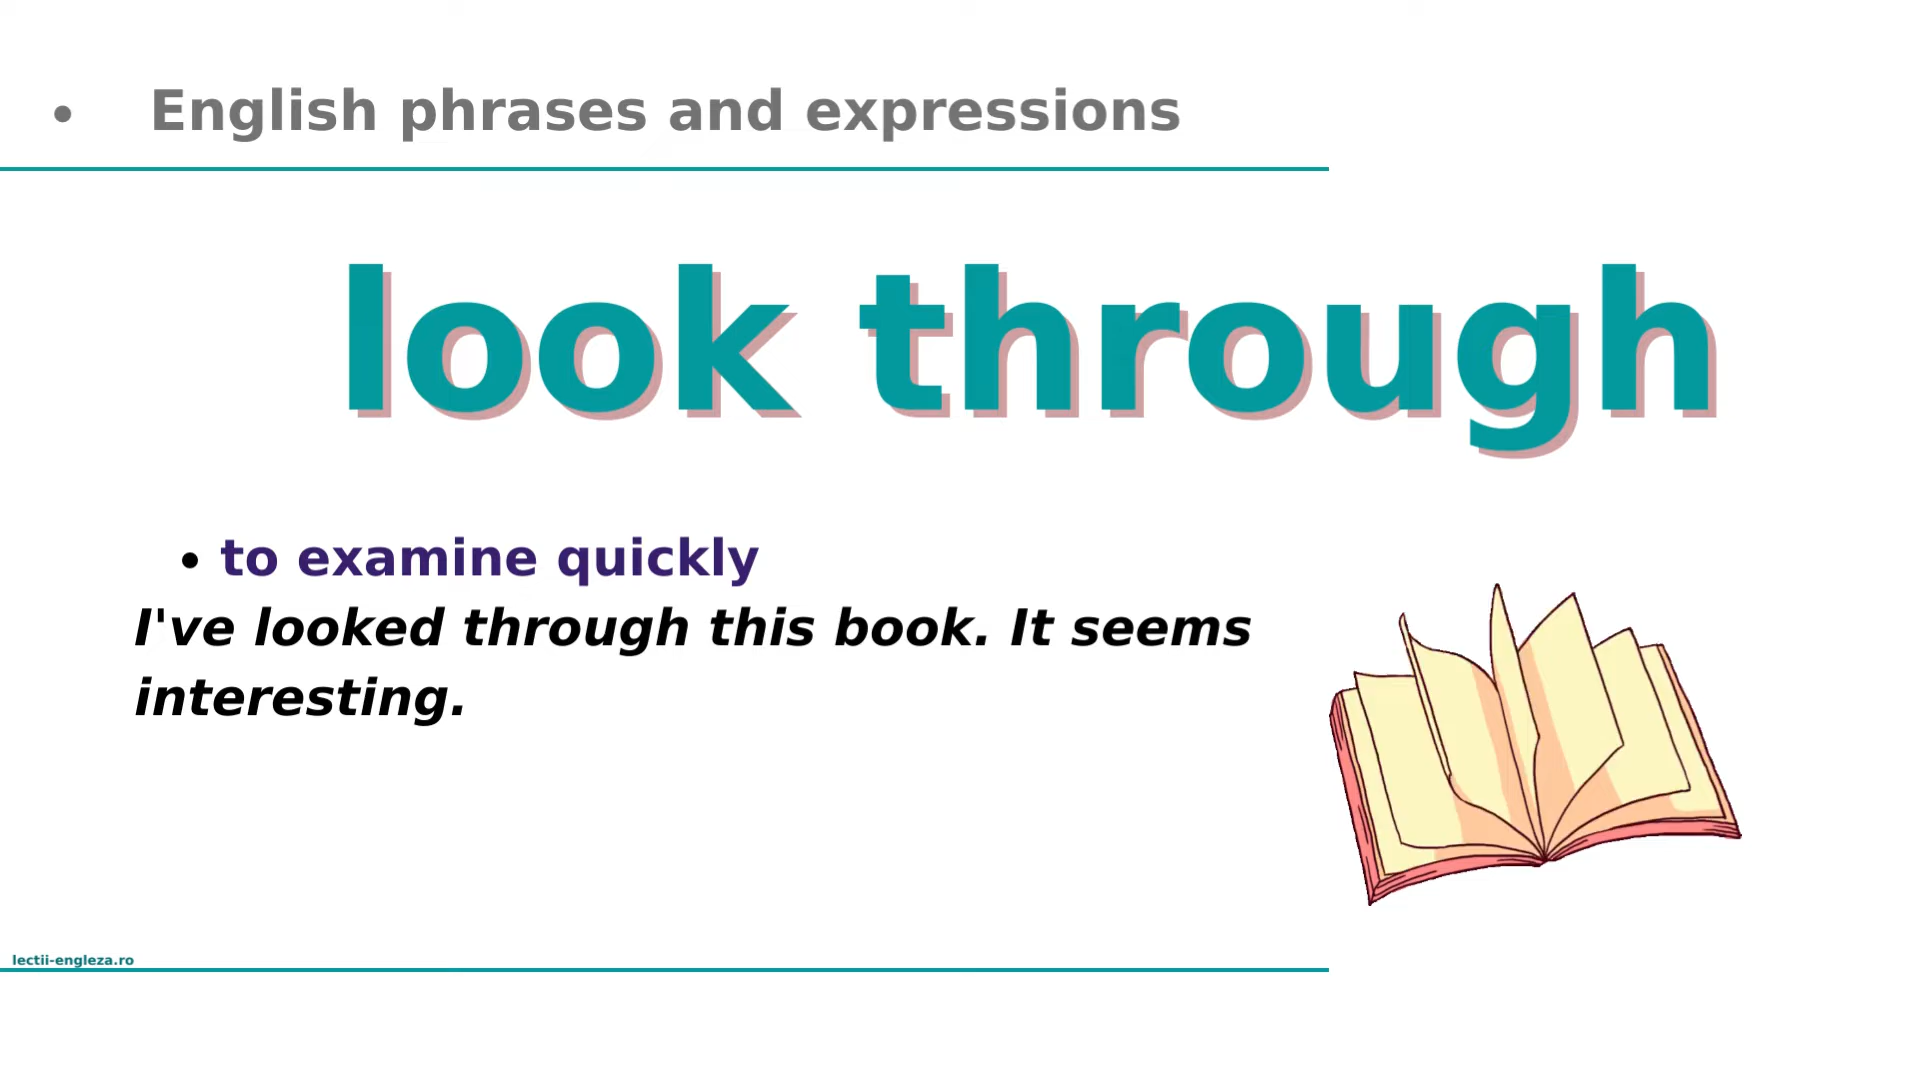 • English phrases and expressions
look through
• to examine quickly
I've looked through this book. It seems
interesting.
lectii-engleza.ro